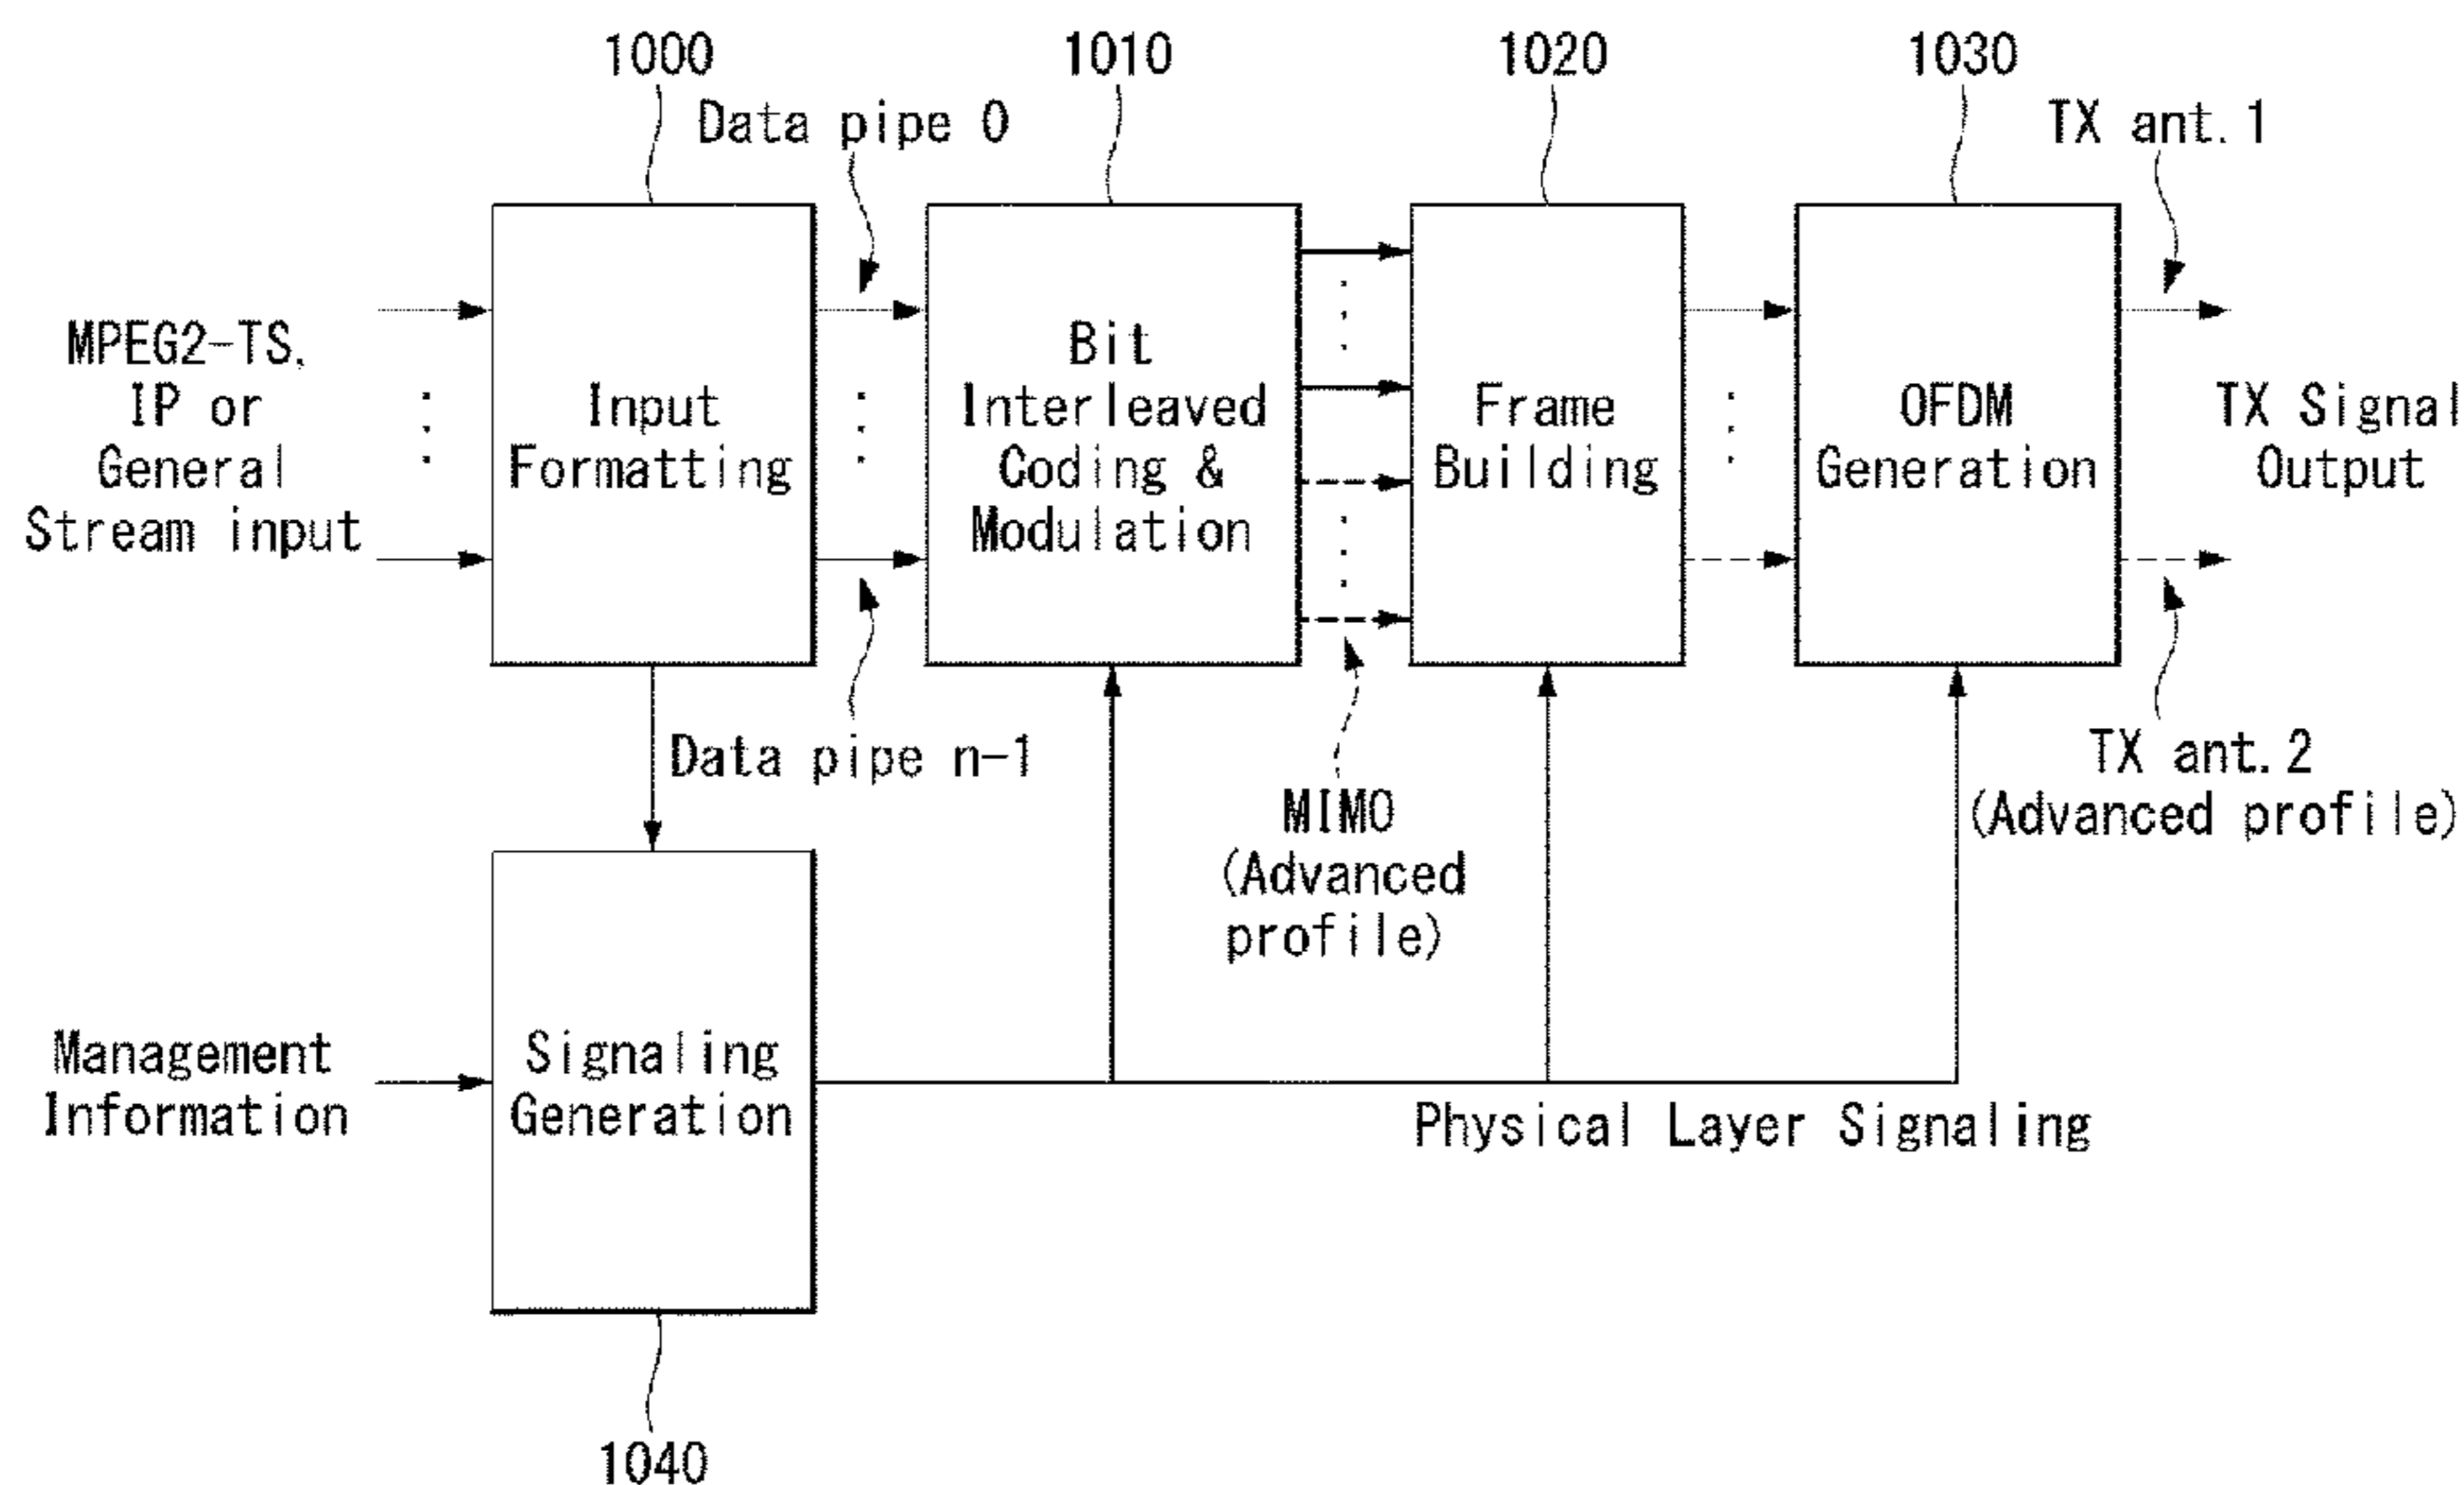 1000
1010
1020
1030
Data pipe 0
TX ant.1
MPEG2-TS,
IP or
General
Stream input
Input
Formatting
Bit
Interleaved
Coding &
Modulation
Frame
Building
OFDM
Generation
TX Signal
Output
Data pipe n-1
MIMO
(Advanced
profile)
TX ant.2
(Advanced profile)
Management
Information
Signaling
Generation
Physical Layer Signaling
1040